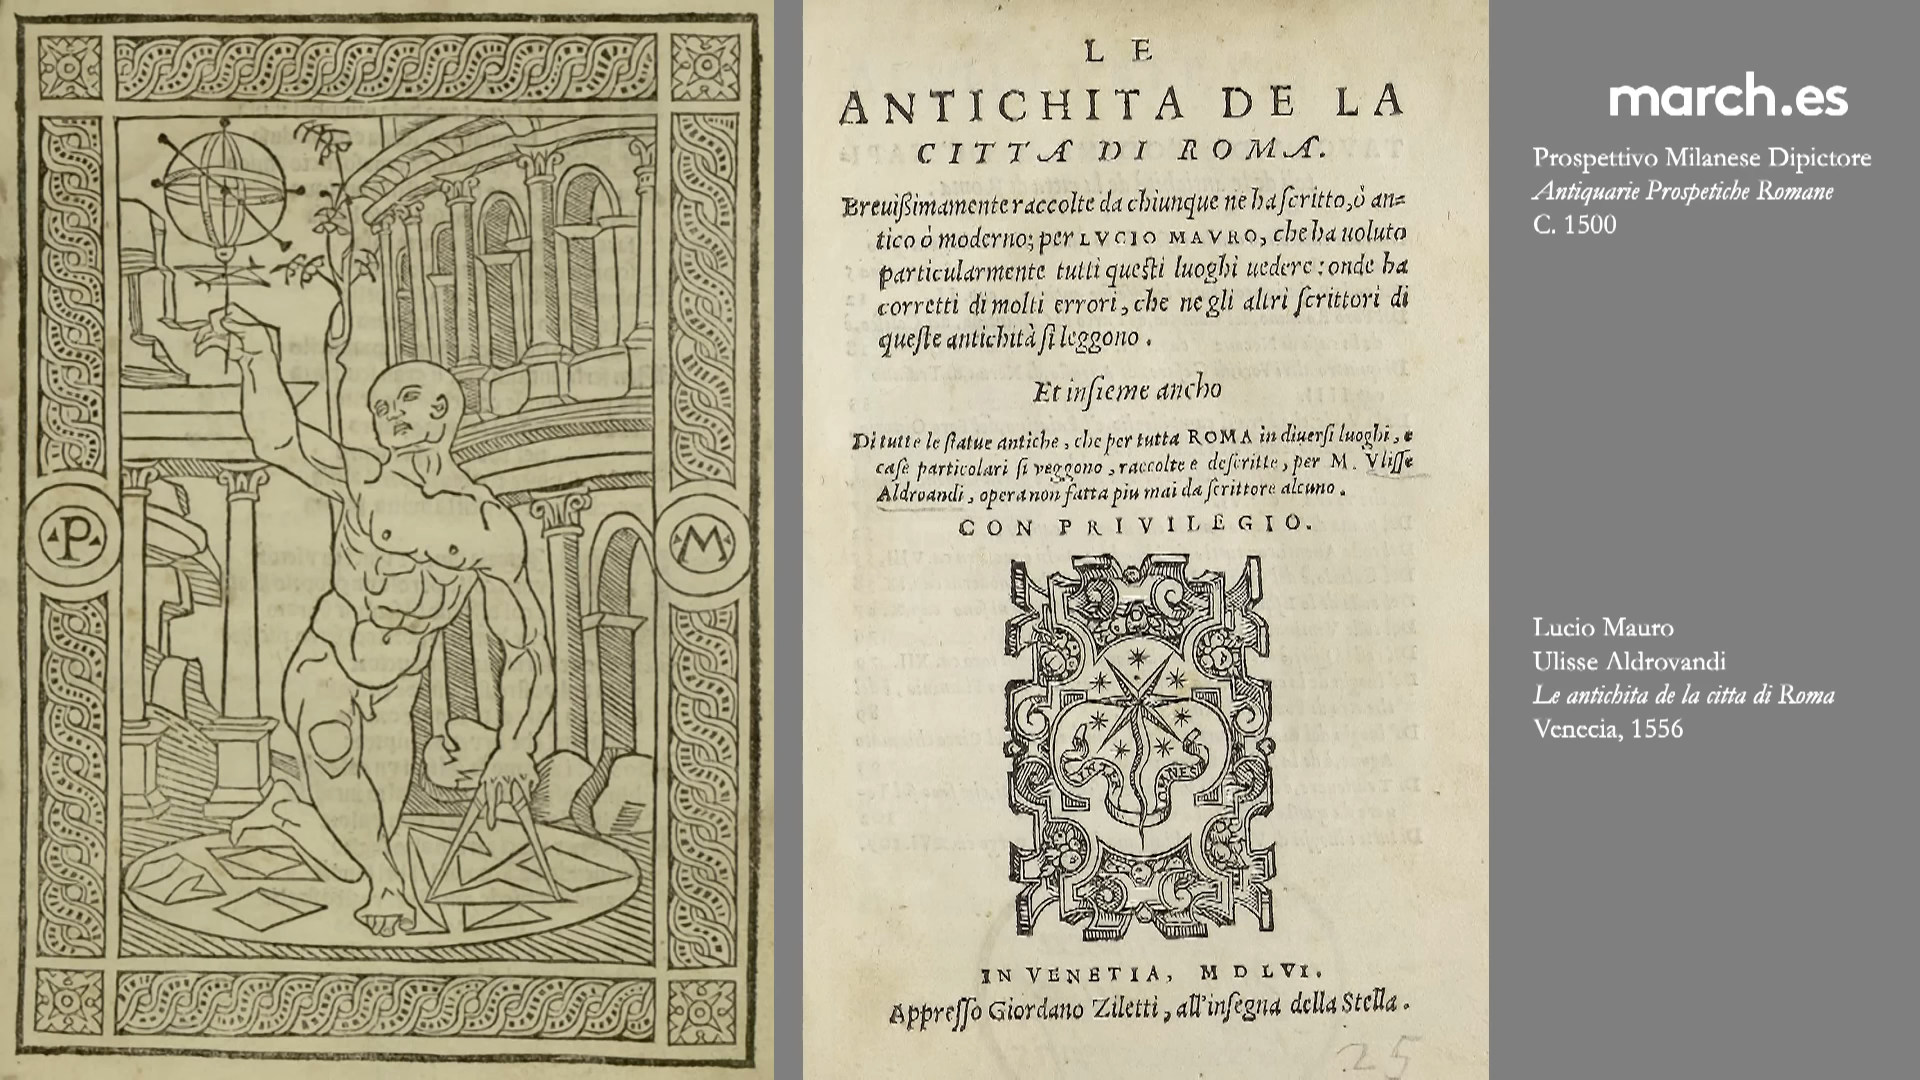 P
M
LE
ANTICHITA DE LA
CITTA DI ROMA.
Breuißimamente raccolte da chiunque ne ha ſcritto, ò an=
tico ò moderno; per LVCIO MAVRO, che ha uoluto
particularmente tutti queſti luoghi uedere: onde ha
corretti di molti errori, che ne gli altri ſcrittori di
queſte antichità ſi leggono.
Et inſieme ancho
Di tutte le ſtatue antiche, che per tutta ROMA in diuerſi luoghi, e
caſe particolari ſi veggono, raccolte e deſcritte, per M. Vliſſe
Aldroandi, opera non fatta piu mai da ſcrittore alcuno.
CON PRIVILEGIO.
INTER OMNES
IN VENETIA, M D LVI.
Appreſſo Giordano Ziletti, all'inſegna della Stella.
25
march.es
Prospettivo Milanese Dipictore
Antiquarie Prospetiche Romane
C. 1500
Lucio Mauro
Ulisse Aldrovandi
Le antichita de la citta di Roma
Venecia, 1556